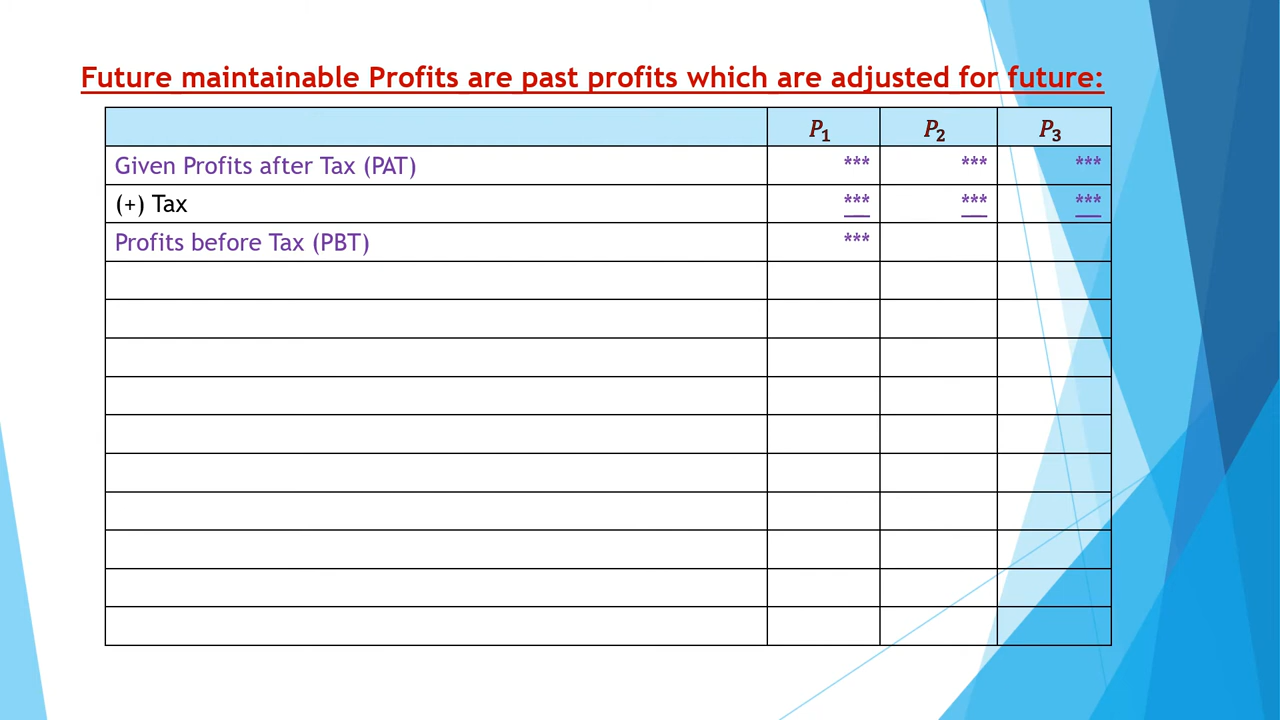 Future maintainable Profits are past profits which are adjusted for future:
P1 P2 P3
Given Profits after Tax (PAT) *** *** ***
(+) Tax *** *** ***
Profits before Tax (PBT) ***